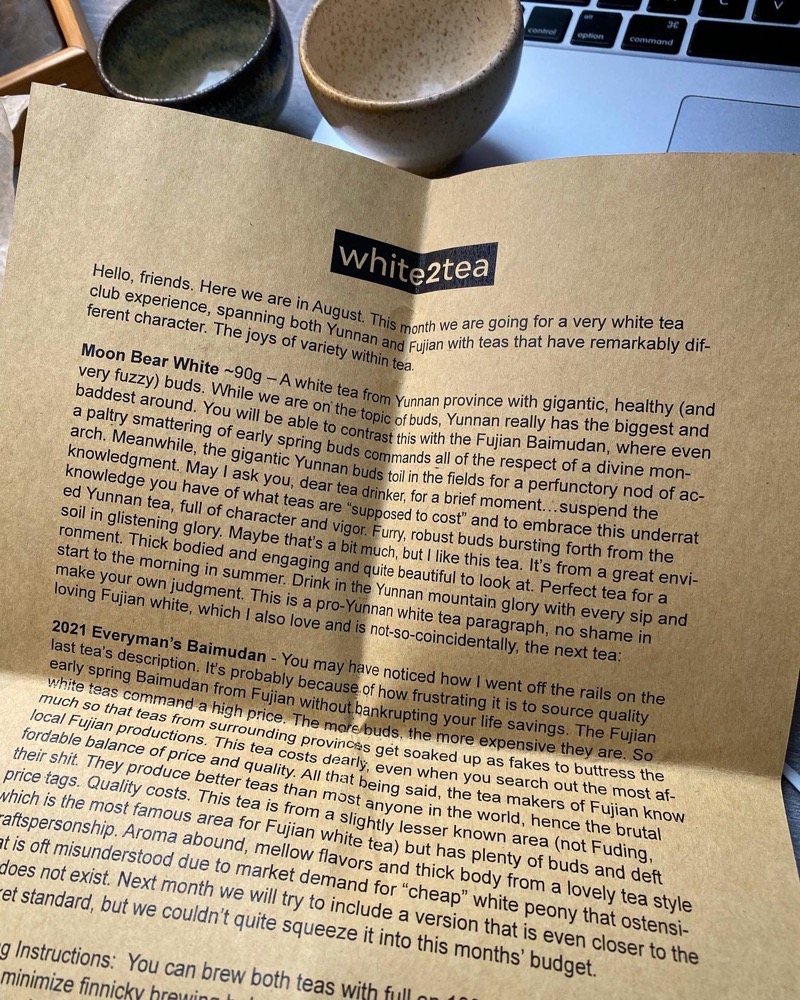 control
alt
option
⌘
command
C
V
white2tea
Hello, friends. Here we are in August. This month we are going for a very white tea
club experience, spanning both Yunnan and Fujian with teas that have remarkably dif-
ferent character. The joys of variety within tea.
Moon Bear White ~90g – A white tea from Yunnan province with gigantic, healthy (and
very fuzzy) buds. While we are on the topic of buds, Yunnan really has the biggest and
baddest around. You will be able to contrast this with the Fujian Baimudan, where even
a paltry smattering of early spring buds commands all of the respect of a divine mon-
arch. Meanwhile, the gigantic Yunnan buds toil in the fields for a perfunctory nod of ac-
knowledgment. May I ask you, dear tea drinker, for a brief moment…suspend the
knowledge you have of what teas are “supposed to cost” and to embrace this underrat
ed Yunnan tea, full of character and vigor. Furry, robust buds bursting forth from the
soil in glistening glory. Maybe that’s a bit much, but I like this tea. It’s from a great envi-
ronment. Thick bodied and engaging and quite beautiful to look at. Perfect tea for a
start to the morning in summer. Drink in the Yunnan mountain glory with every sip and
make your own judgment. This is a pro-Yunnan white tea paragraph, no shame in
loving Fujian white, which I also love and is not-so-coincidentally, the next tea:
2021 Everyman’s Baimudan - You may have noticed how I went off the rails on the
last tea’s description. It’s probably because of how frustrating it is to source quality
early spring Baimudan from Fujian without bankrupting your life savings. The Fujian
white teas command a high price. The more buds, the more expensive they are. So
much so that teas from surrounding provinces get soaked up as fakes to buttress the
local Fujian productions. This tea costs dearly, even when you search out the most af-
fordable balance of price and quality. All that being said, the tea makers of Fujian know
their shit. They produce better teas than most anyone in the world, hence the brutal
price tags. Quality costs. This tea is from a slightly lesser known area (not Fuding,
which is the most famous area for Fujian white tea) but has plenty of buds and deft
raftspersonship. Aroma abound, mellow flavors and thick body from a lovely tea style
at is oft misunderstood due to market demand for “cheap” white peony that ostensi-
does not exist. Next month we will try to include a version that is even closer to the
et standard, but we couldn’t quite squeeze it into this months’ budget.
g Instructions: You can brew both teas with full on
minimize finnicky brewing